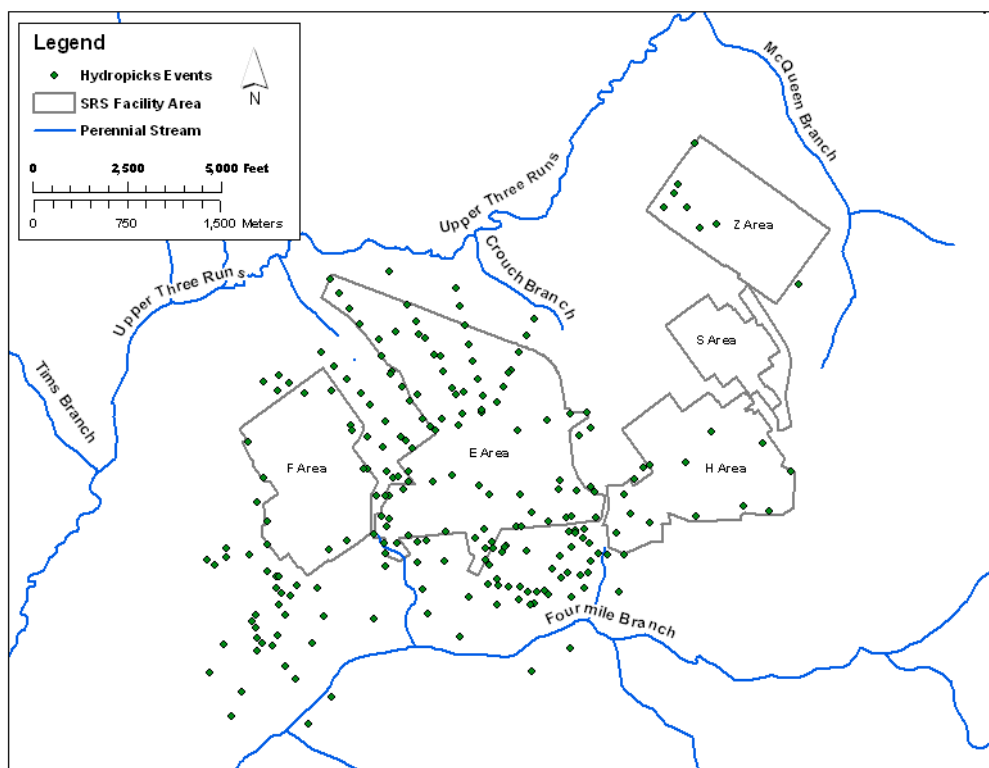 Legend
Hydropicks Events
SRS Facility Area
Perennial Stream
N
0 2,500 5,000 Feet
0 750 1,500 Meters
McQueen Branch
Upper Three Runs
Z Area
Crouch Branch
Upper Three Runs
S Area
Tims Branch
F Area
E Area
H Area
Fourmile Branch